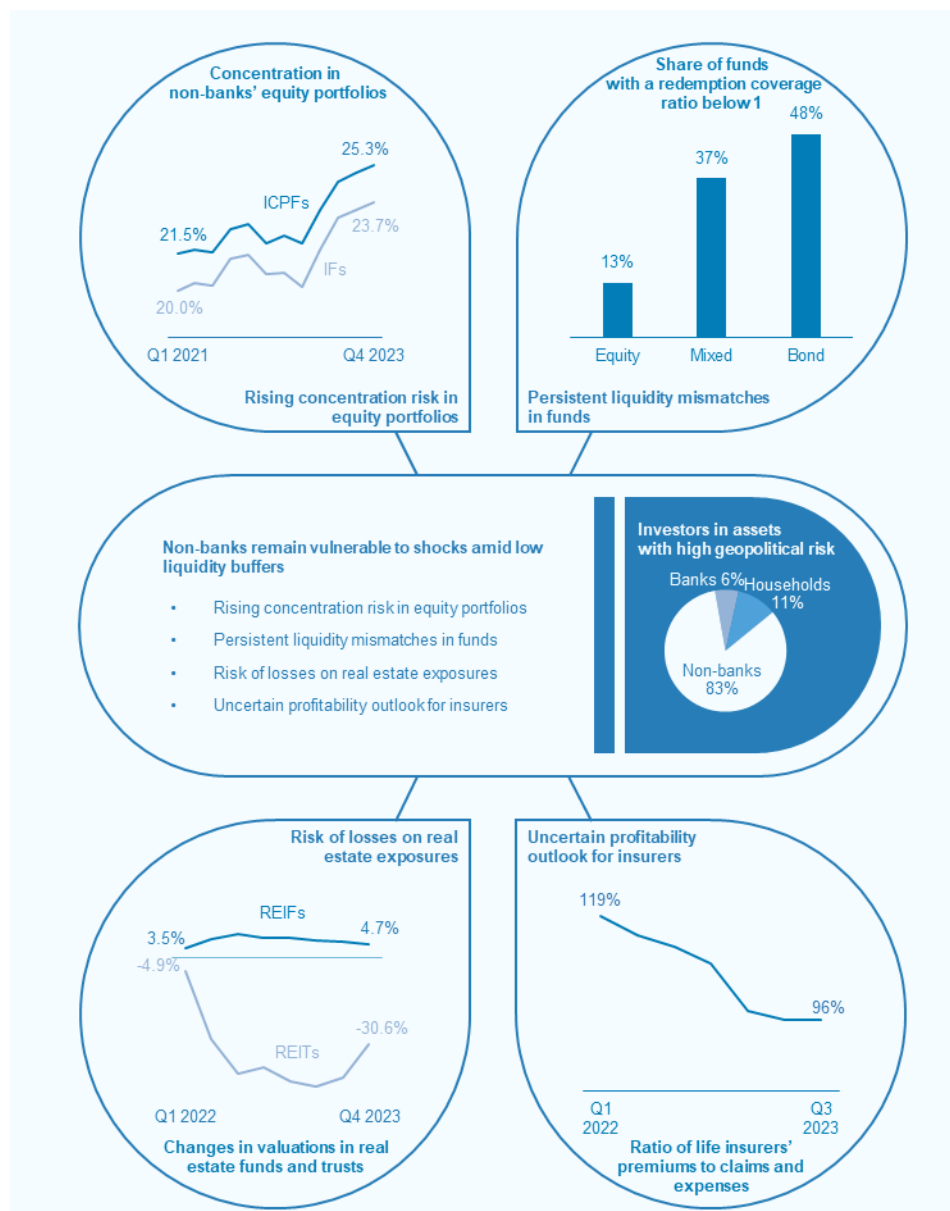 Concentration in
non-banks' equity portfolios
25.3%
ICPFs
21.5%
23.7%
IFs
20.0%
Q1 2021
Q4 2023
Rising concentration risk in
equity portfolios
Share of funds
with a redemption coverage
ratio below 1
48%
37%
13%
Equity
Mixed
Bond
Persistent liquidity mismatches
in funds
Non-banks remain vulnerable to shocks amid low
liquidity buffers
• Rising concentration risk in equity portfolios
• Persistent liquidity mismatches in funds
• Risk of losses on real estate exposures
• Uncertain profitability outlook for insurers
Investors in assets
with high geopolitical risk
Banks 6%
Households
11%
Non-banks
83%
Risk of losses on real
estate exposures
REIFs
3.5%
4.7%
-4.9%
-30.6%
REITs
Q1 2022
Q4 2023
Changes in valuations in real
estate funds and trusts
Uncertain profitability
outlook for insurers
119%
96%
Q1
2022
Q3
2023
Ratio of life insurers'
premiums to claims and
expenses